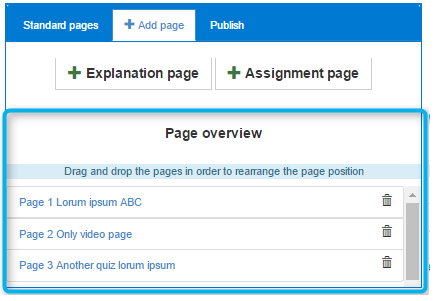 Standard pages Add page Publish
Explanation page Assignment page
Page overview
Drag and drop the pages in order to rearrange the page position
Page 1 Lorum ipsum ABC
Page 2 Only video page
Page 3 Another quiz lorum ipsum